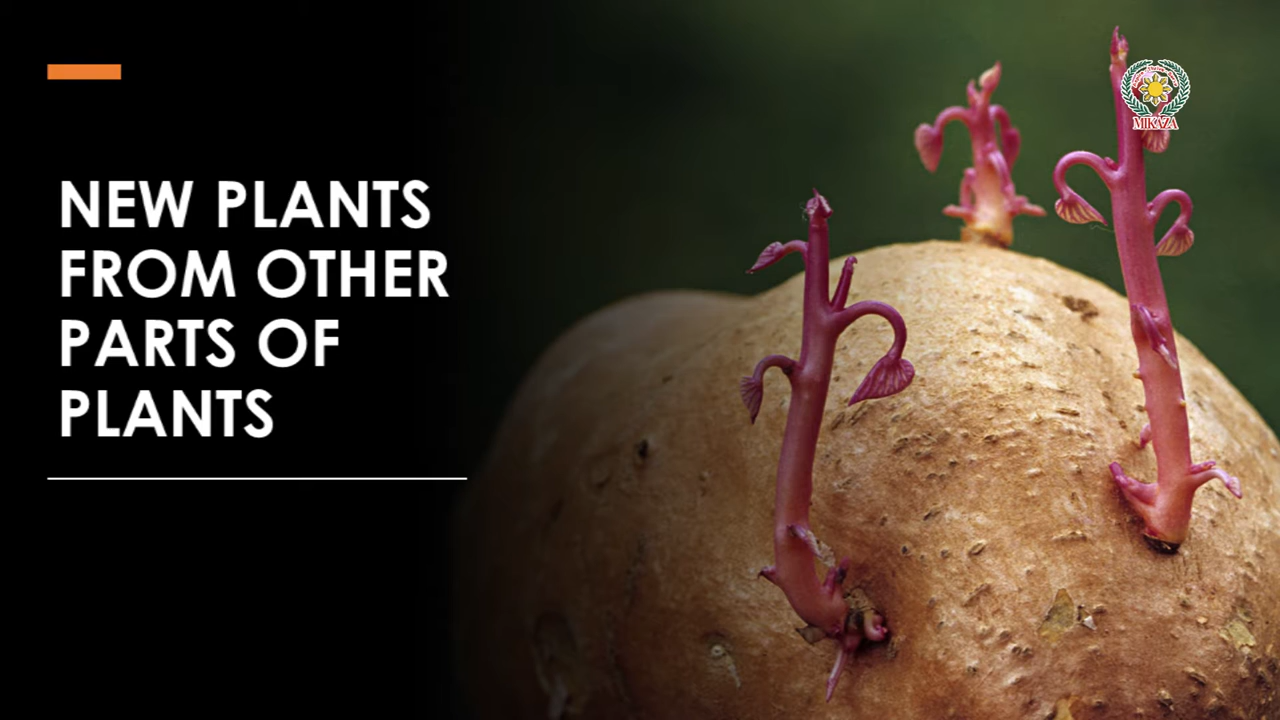 NEW PLANTS
FROM OTHER
PARTS OF
PLANTS
MIKAZA